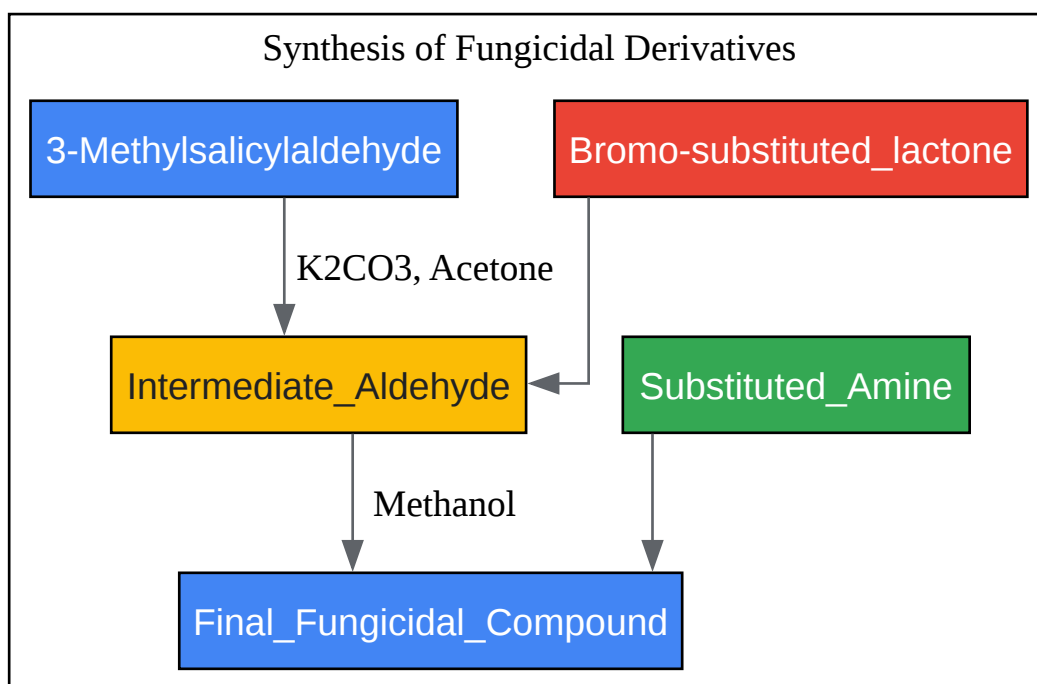 Synthesis of Fungicidal Derivatives
3-Methylsalicylaldehyde
Bromo-substituted_lactone
K2CO3, Acetone
Intermediate_Aldehyde
Substituted_Amine
Methanol
Final_Fungicidal_Compound